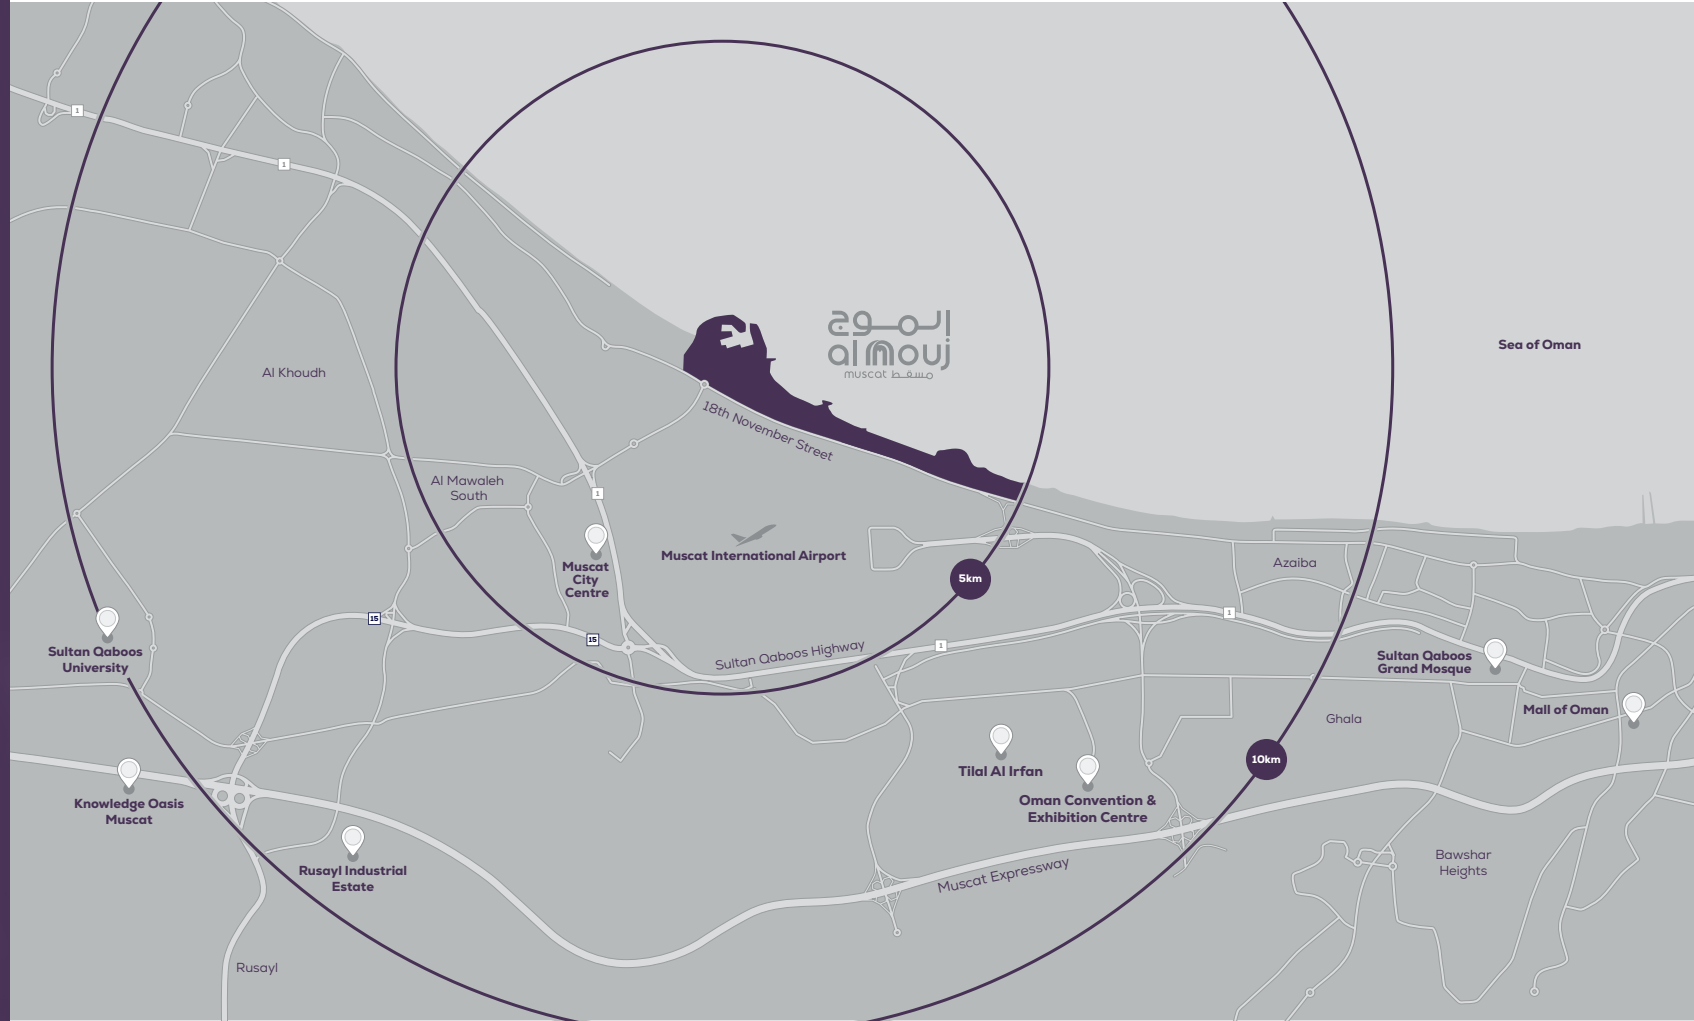 1
1
الموج
al mouj
muscat مسقط
Sea of Oman
Al Khoudh
18th November Street
Al Mawaleh
South
1
Muscat International Airport
Muscat
City
Centre
5km
Azaiba
15
15
1
1
Sultan Qaboos Highway
Sultan Qaboos
University
Sultan Qaboos
Grand Mosque
Mall of Oman
Ghala
Tilal Al Irfan
10km
Knowledge Oasis
Muscat
Oman Convention &
Exhibition Centre
Rusayl Industrial
Estate
Muscat Expressway
Bawshar
Heights
Rusayl